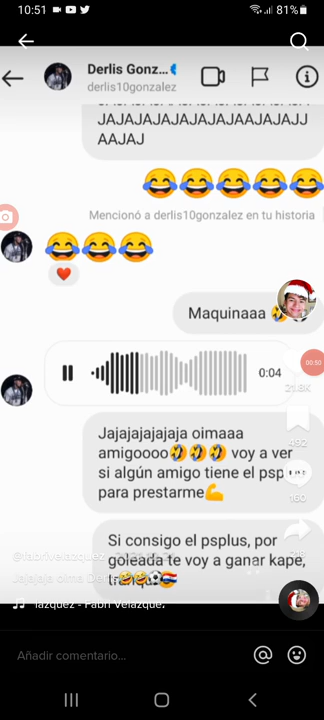 10:51
81%
Derlis Gonz...
derlis10gonzalez
JAJAJAJAJAJAJAJAAJAJAJJ
AAJAJ
😂😂😂😂😂
Mencionó a derlis10gonzalez en tu historia
😂😂😂
❤️
Maquinaaa 🤣
00:50
0:04
21.8K
Jajajajajajaja oimaaa
amigoooo🤣🤣🤣 voy a ver
si algún amigo tiene el psp
para prestarme💪
492
160
Si consigo el psplus, por
goleada te voy a ganar kape,
@fabrivelazquez
Jajajaja oima
lazquez - Fabri Velazquez
Añadir comentario...